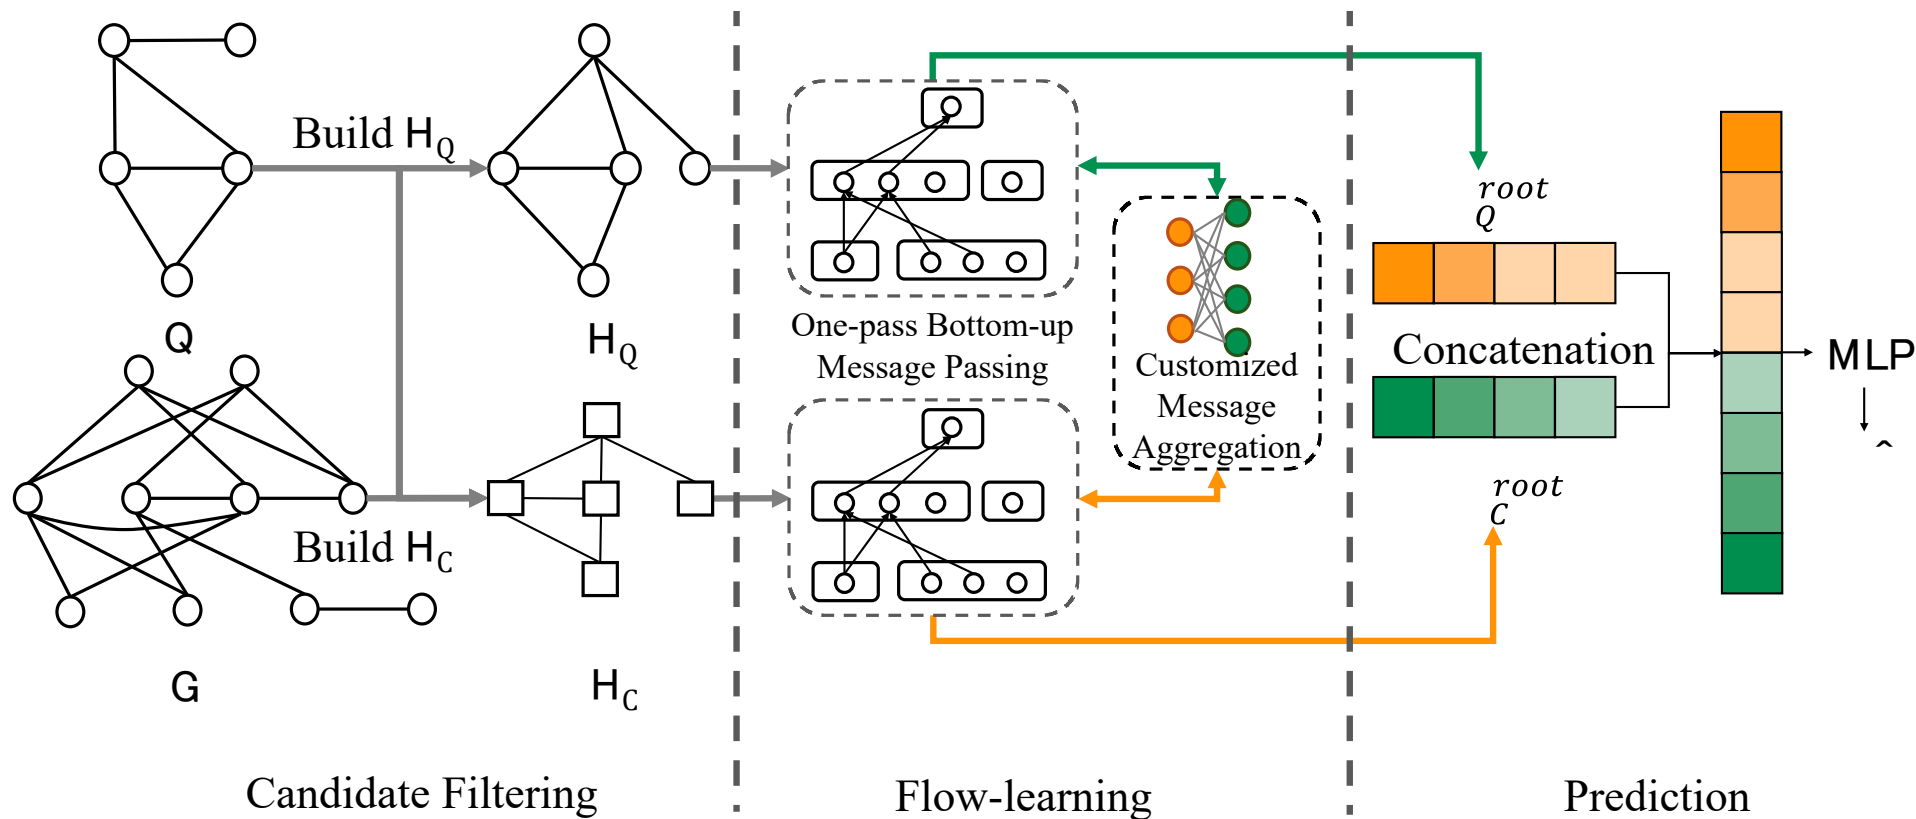 Build H_Q
Q
H_Q
Build H_C
G
H_C
Candidate Filtering
One-pass Bottom-up
Message Passing
Customized
Message
Aggregation
Flow-learning
root
Q
Concatenation
root
C
MLP
^
Prediction